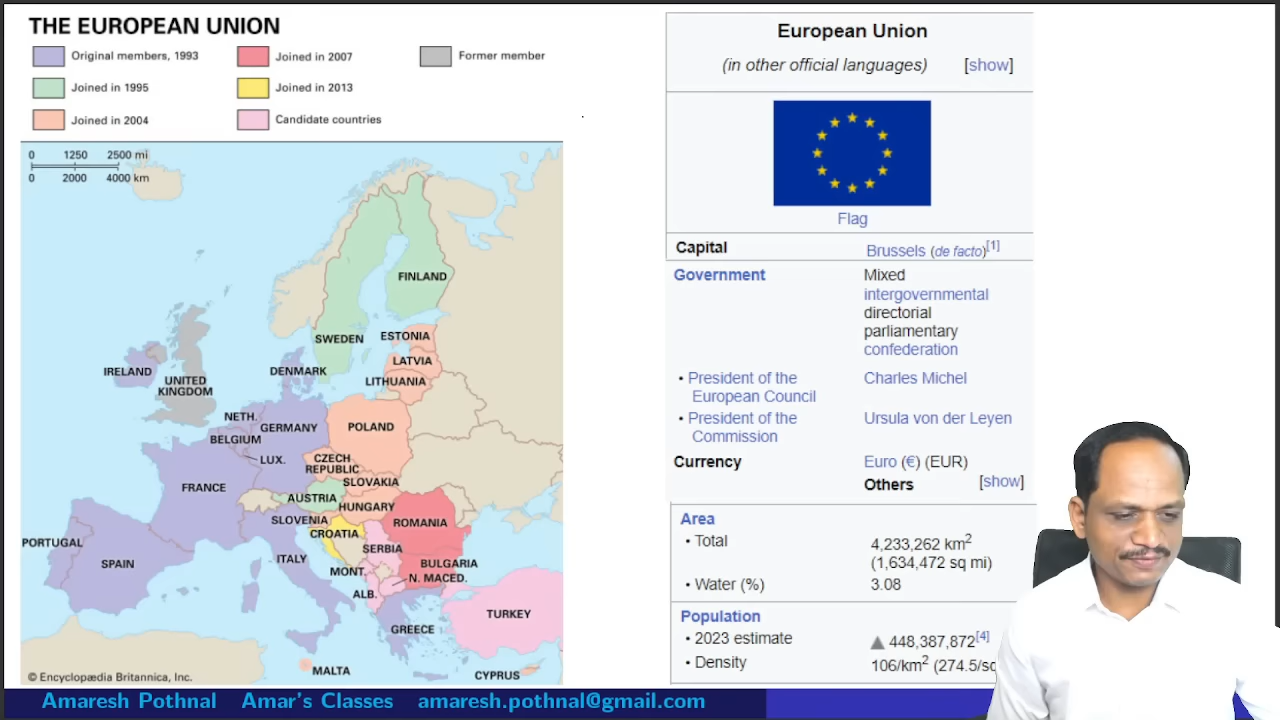 THE EUROPEAN UNION
Original members, 1993
Joined in 2007
Former member
Joined in 1995
Joined in 2013
Joined in 2004
Candidate countries
0 1250 2500 mi
0 2000 4000 km
FINLAND
SWEDEN
ESTONIA
LATVIA
LITHUANIA
IRELAND
UNITED
KINGDOM
DENMARK
NETH.
GERMANY
BELGIUM
POLAND
LUX.
CZECH
REPUBLIC
SLOVAKIA
FRANCE
AUSTRIA
HUNGARY
SLOVENIA
ROMANIA
CROATIA
PORTUGAL
SERBIA
SPAIN
ITALY
BULGARIA
MONT.
N. MACED.
ALB.
TURKEY
GREECE
MALTA
CYPRUS
© Encyclopædia Britannica, Inc.
European Union
(in other official languages) [show]
Flag
Capital Brussels (de facto)[1]
Government Mixed
intergovernmental
directorial
parliamentary
confederation
• President of the Charles Michel
European Council
• President of the Ursula von der Leyen
Commission
Currency Euro (€) (EUR)
Others [show]
Area
• Total 4,233,262 km2
(1,634,472 sq mi)
• Water (%) 3.08
Population
• 2023 estimate ▲ 448,387,872[4]
• Density 106/km2 (274.5/sq
Amaresh Pothnal Amar's Classes amaresh.pothnal@gmail.com